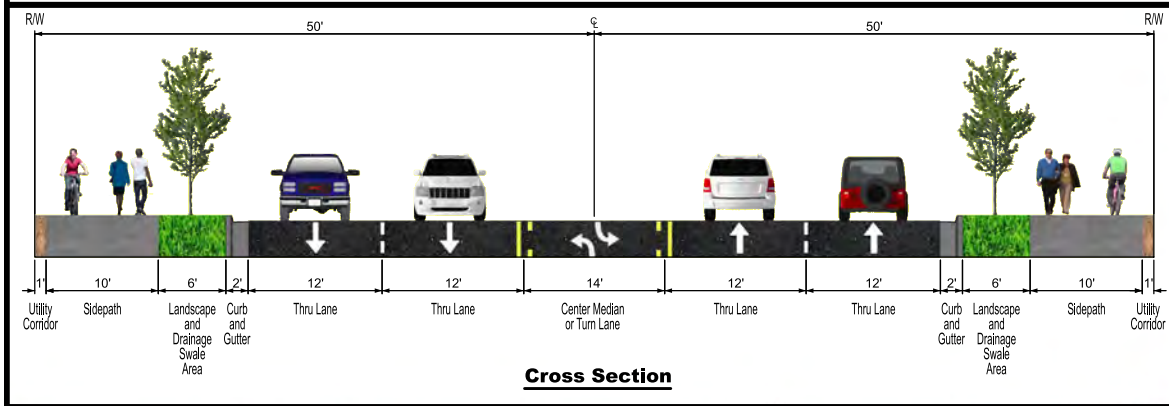 R/W
℄
R/W
50'
50'
1'
10'
6'
2'
12'
12'
14'
12'
12'
2'
6'
10'
1'
Utility
Corridor
Sidepath
Landscape
and
Drainage
Swale
Area
Curb
and
Gutter
Thru Lane
Thru Lane
Center Median
or Turn Lane
Thru Lane
Thru Lane
Curb
and
Gutter
Landscape
and
Drainage
Swale
Area
Sidepath
Utility
Corridor
Cross Section